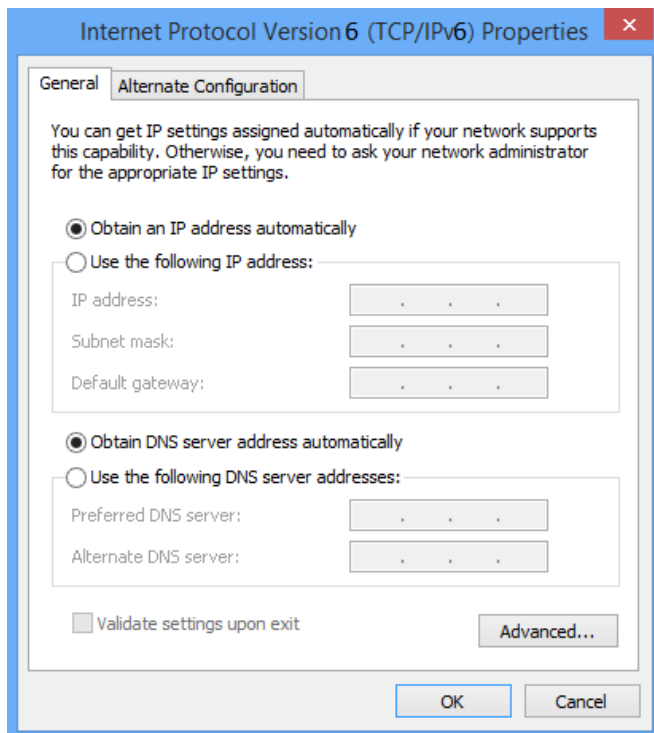 Internet Protocol Version 6 (TCP/IPv6) Properties
General
Alternate Configuration
You can get IP settings assigned automatically if your network supports
this capability. Otherwise, you need to ask your network administrator
for the appropriate IP settings.
Obtain an IP address automatically
Use the following IP address:
IP address:
Subnet mask:
Default gateway:
Obtain DNS server address automatically
Use the following DNS server addresses:
Preferred DNS server:
Alternate DNS server:
Validate settings upon exit
Advanced...
OK
Cancel